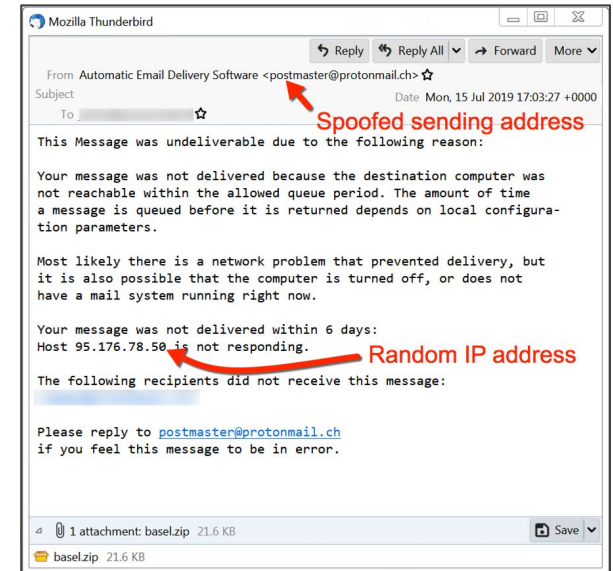 Mozilla Thunderbird
Reply Reply All Forward More
From Automatic Email Delivery Software <postmaster@protonmail.ch>
Subject
Date Mon, 15 Jul 2019 17:03:27 +0000
To
Spoofed sending address
This Message was undeliverable due to the following reason:
Your message was not delivered because the destination computer was
not reachable within the allowed queue period. The amount of time
a message is queued before it is returned depends on local configura-
tion parameters.
Most likely there is a network problem that prevented delivery, but
it is also possible that the computer is turned off, or does not
have a mail system running right now.
Your message was not delivered within 6 days:
Host 95.176.78.50 is not responding.
Random IP address
The following recipients did not receive this message:
Please reply to postmaster@protonmail.ch
if you feel this message to be in error.
1 attachment: basel.zip 21.6 KB
Save
basel.zip 21.6 KB